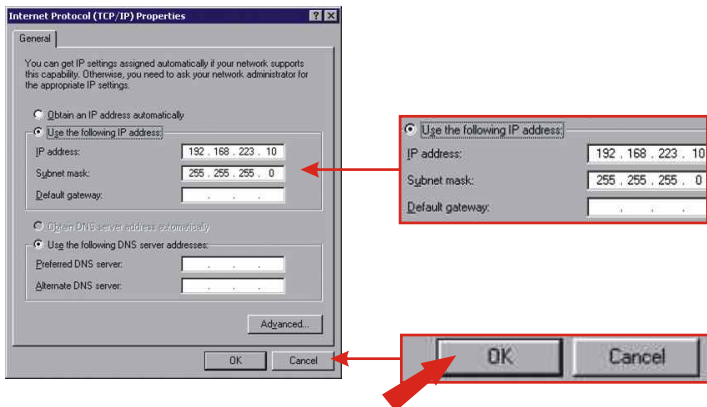 Internet Protocol (TCP/IP) Properties
General
You can get IP settings assigned automatically if your network supports
this capability. Otherwise, you need to ask your network administrator for
the appropriate IP settings.
Obtain an IP address automatically
Use the following IP address:
IP address: 192 . 168 . 223 . 10
Subnet mask: 255 . 255 . 255 . 0
Default gateway: . . .
Obtain DNS server address automatically
Use the following DNS server addresses:
Preferred DNS server: . . .
Alternate DNS server: . . .
Advanced...
OK Cancel
Use the following IP address:
IP address: 192 . 168 . 223 . 10
Subnet mask: 255 . 255 . 255 . 0
Default gateway: . .
OK Cancel